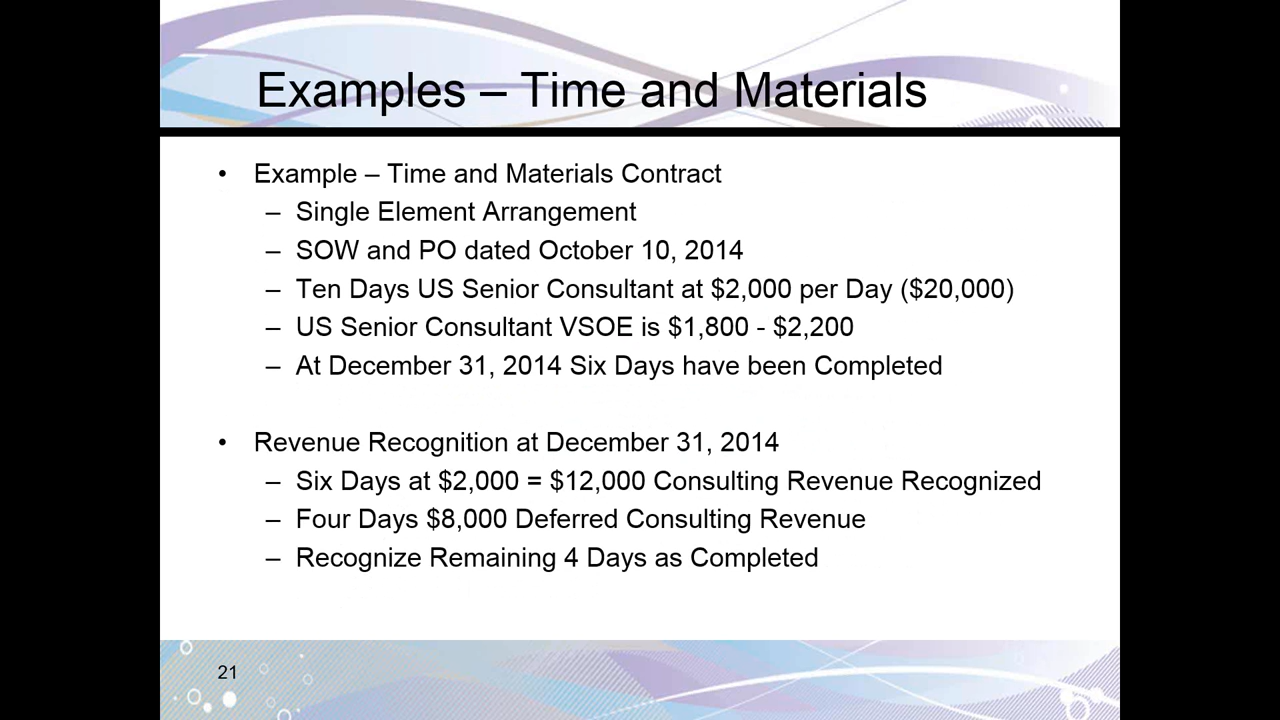 Examples – Time and Materials
• Example – Time and Materials Contract
– Single Element Arrangement
– SOW and PO dated October 10, 2014
– Ten Days US Senior Consultant at $2,000 per Day ($20,000)
– US Senior Consultant VSOE is $1,800 - $2,200
– At December 31, 2014 Six Days have been Completed
• Revenue Recognition at December 31, 2014
– Six Days at $2,000 = $12,000 Consulting Revenue Recognized
– Four Days $8,000 Deferred Consulting Revenue
– Recognize Remaining 4 Days as Completed
21